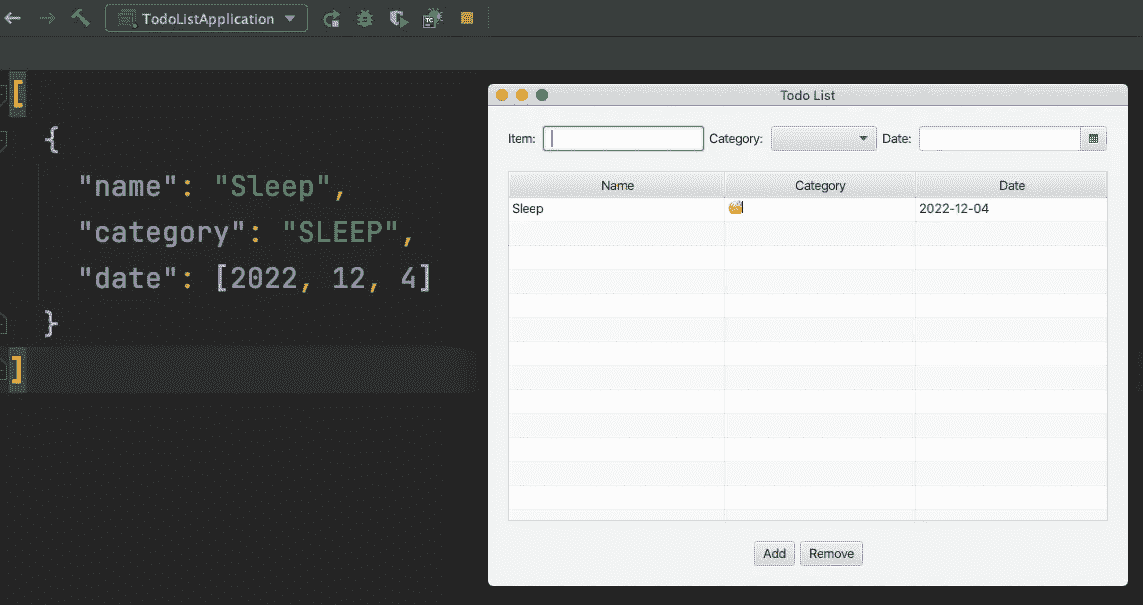 TodoListApplication
[
{
"name": "Sleep",
"category": "SLEEP",
"date": [2022, 12, 4]
}
]
Todo List
Item: Category: Date:
Name Category Date
Sleep 2022-12-04
Add Remove